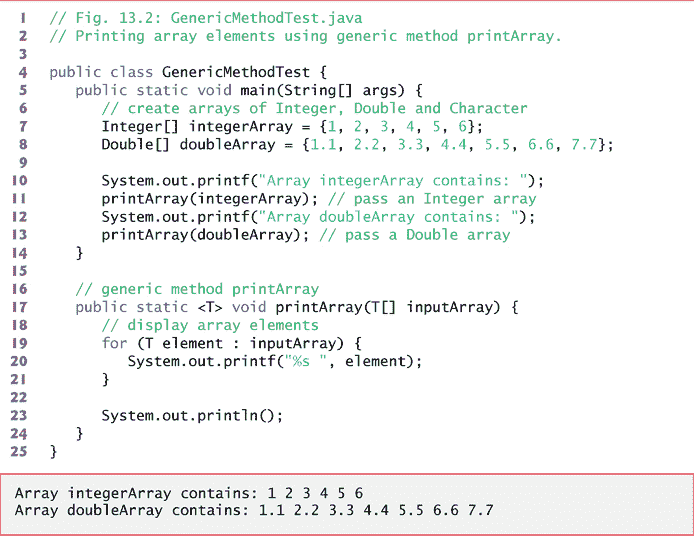 1 // Fig. 13.2: GenericMethodTest.java
2 // Printing array elements using generic method printArray.
3
4 public class GenericMethodTest {
5 public static void main(String[] args) {
6 // create arrays of Integer, Double and Character
7 Integer[] integerArray = {1, 2, 3, 4, 5, 6};
8 Double[] doubleArray = {1.1, 2.2, 3.3, 4.4, 5.5, 6.6, 7.7};
9
10 System.out.printf("Array integerArray contains: ");
11 printArray(integerArray); // pass an Integer array
12 System.out.printf("Array doubleArray contains: ");
13 printArray(doubleArray); // pass a Double array
14 }
15
16 // generic method printArray
17 public static <T> void printArray(T[] inputArray) {
18 // display array elements
19 for (T element : inputArray) {
20 System.out.printf("%s ", element);
21 }
22
23 System.out.println();
24 }
25 }
Array integerArray contains: 1 2 3 4 5 6
Array doubleArray contains: 1.1 2.2 3.3 4.4 5.5 6.6 7.7